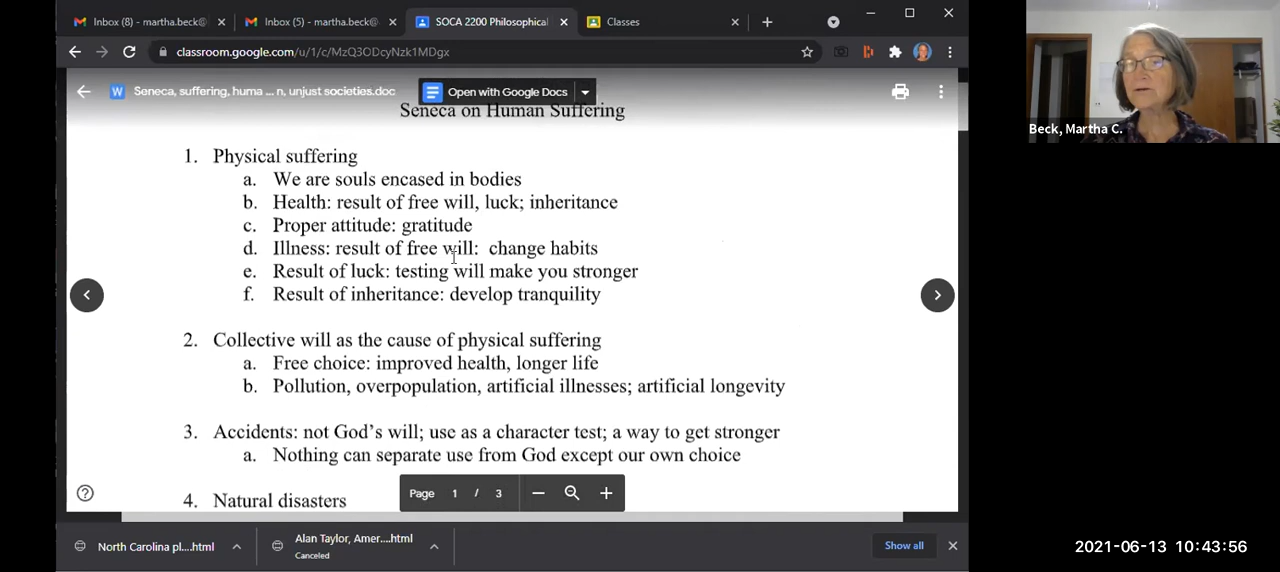 Inbox (8) - martha.beck@
Inbox (5) - martha.beck@
SOCA 2200 Philosophical
Classes
classroom.google.com/u/1/c/MzQ3ODcyNzk1MDgx
Seneca, suffering, huma ... n, unjust societies.doc
Open with Google Docs
Seneca on Human Suffering
1. Physical suffering
a. We are souls encased in bodies
b. Health: result of free will, luck; inheritance
c. Proper attitude: gratitude
d. Illness: result of free will: change habits
e. Result of luck: testing will make you stronger
f. Result of inheritance: develop tranquility
2. Collective will as the cause of physical suffering
a. Free choice: improved health, longer life
b. Pollution, overpopulation, artificial illnesses; artificial longevity
3. Accidents: not God's will; use as a character test; a way to get stronger
a. Nothing can separate use from God except our own choice
4. Natural disasters
Page 1 / 3
North Carolina pl....html
Alan Taylor, Amer....html
Canceled
Show all
Beck, Martha C.
2021-06-13 10:43:56